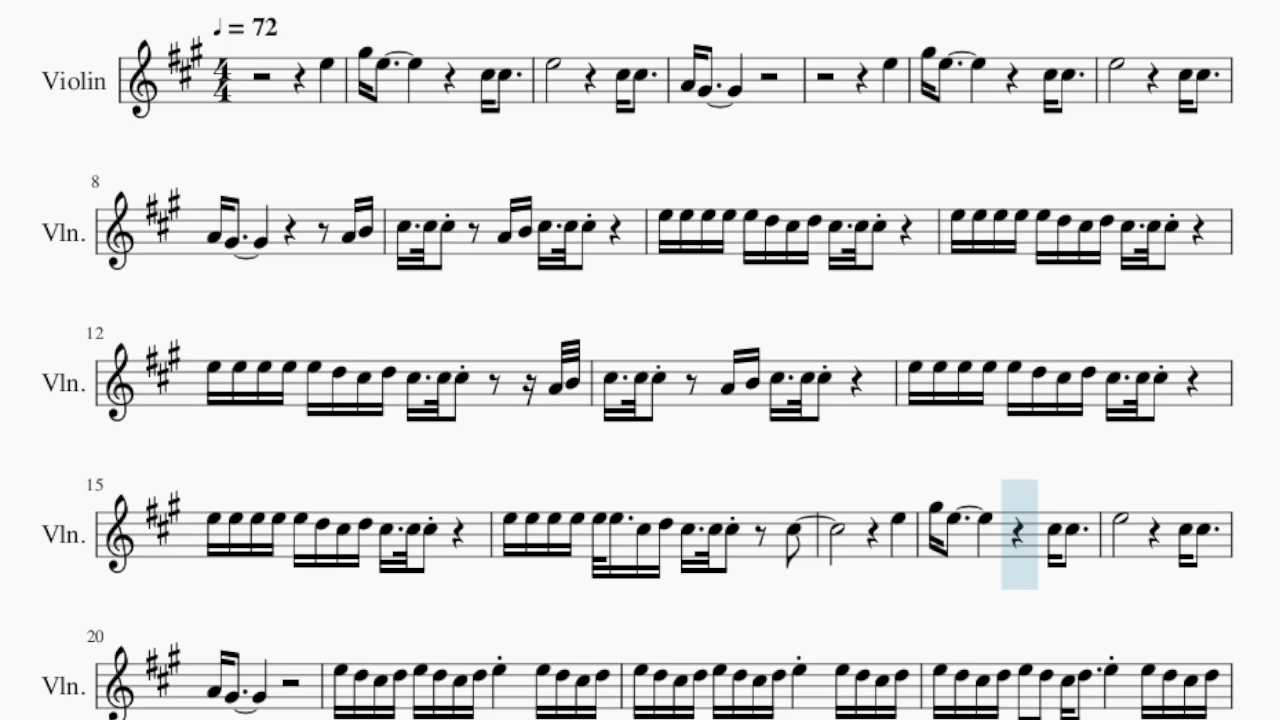 ♩ = 72
Violin
4
4
8
Vln.
12
Vln.
15
Vln.
20
Vln.